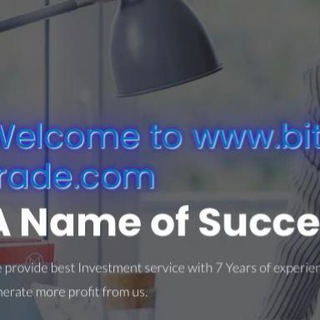 Welcome to www.bit
rade.com
A Name of Succe
provide best Investment service with 7 Years of experien
nerate more profit from us.